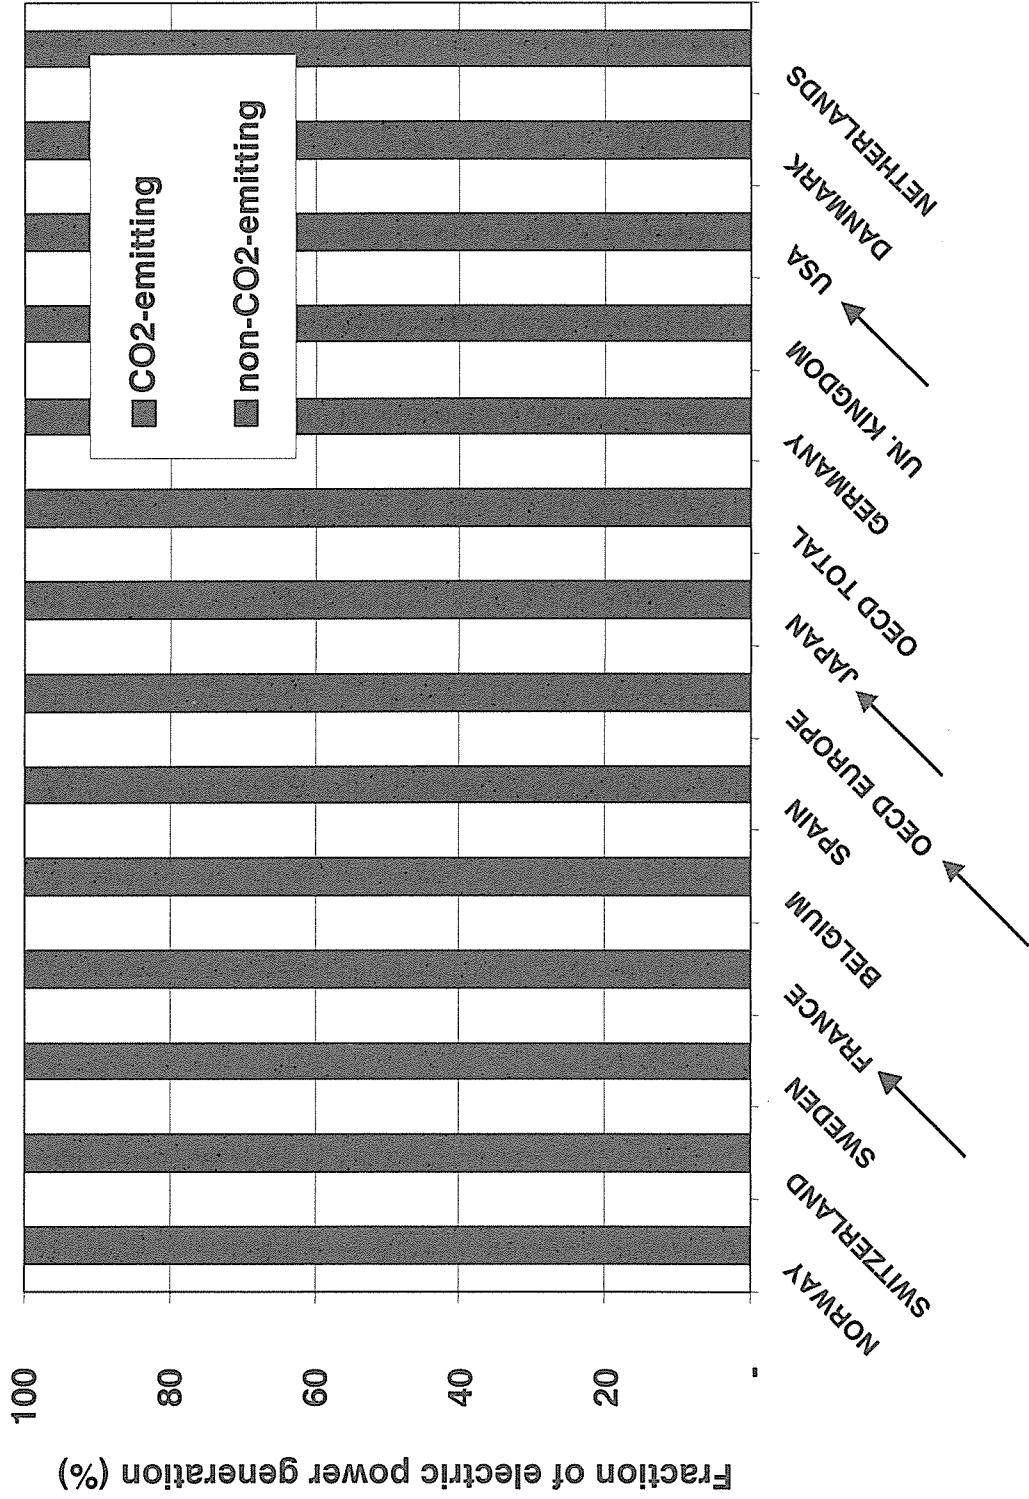 Fraction of electric power generation (%)
100
80
60
40
20
-
CO2-emitting
non-CO2-emitting
NORWAY
SWITZERLAND
SWEDEN
FRANCE
BELGIUM
SPAIN
OECD EUROPE
JAPAN
OECD TOTAL
GERMANY
UN. KINGDOM
USA
DANMARK
NETHERLANDS